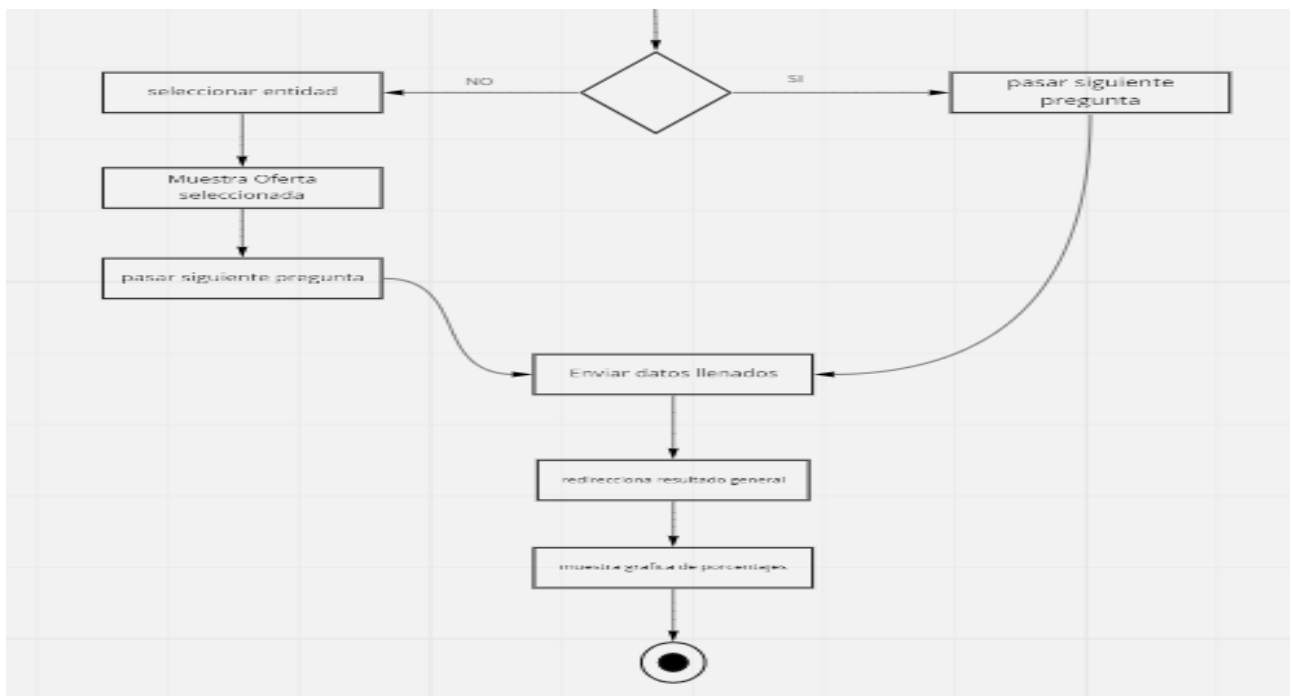 NO
SI
seleccionar entidad
pasar siguiente
pregunta
Muestra Oferta
seleccionada
pasar siguiente pregunta
Enviar datos llenados
redirecciona resultado general
muestra grafica de porcentajes